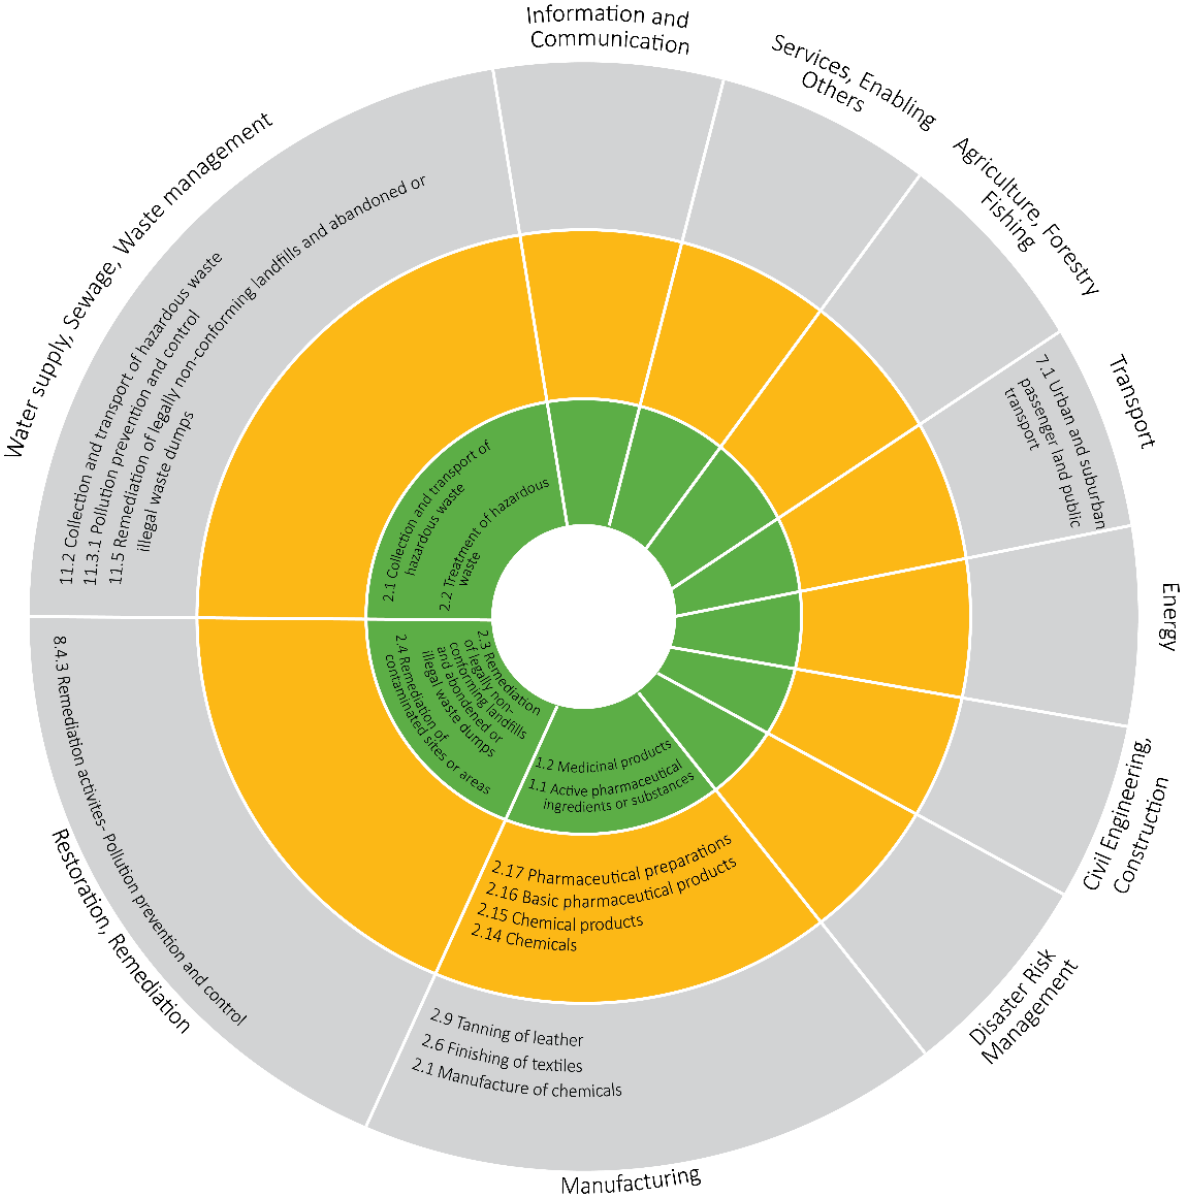 Information and
Communication
Services, Enabling
Others
Agriculture, Forestry
Fishing
Transport
7.1 Urban and suburban
passenger land public
transport
Energy
Civil Engineering,
Construction
Disaster Risk
Management
Manufacturing
1.2 Medicinal products
1.1 Active pharmaceutical
ingredients or substances
2.17 Pharmaceutical preparations
2.16 Basic pharmaceutical products
2.15 Chemical products
2.14 Chemicals
2.9 Tanning of leather
2.6 Finishing of textiles
2.1 Manufacture of chemicals
Restoration, Remediation
8.4.3 Remediation activites- Pollution prevention and control
2.3 Remediation
of legally non-
conforming landfills
and abondened or
illegal waste dumps
2.4 Remediation of
contaminated sites or areas
Water supply, Sewage, Waste management
11.2 Collection and transport of hazardous waste
11.3.1 Pollution prevention and control
11.5 Remediation of legally non-conforming landfills and abandoned or
illegal waste dumps
2.1 Collection and transport of
hazardous waste
2.2 Treatment of hazardous
waste